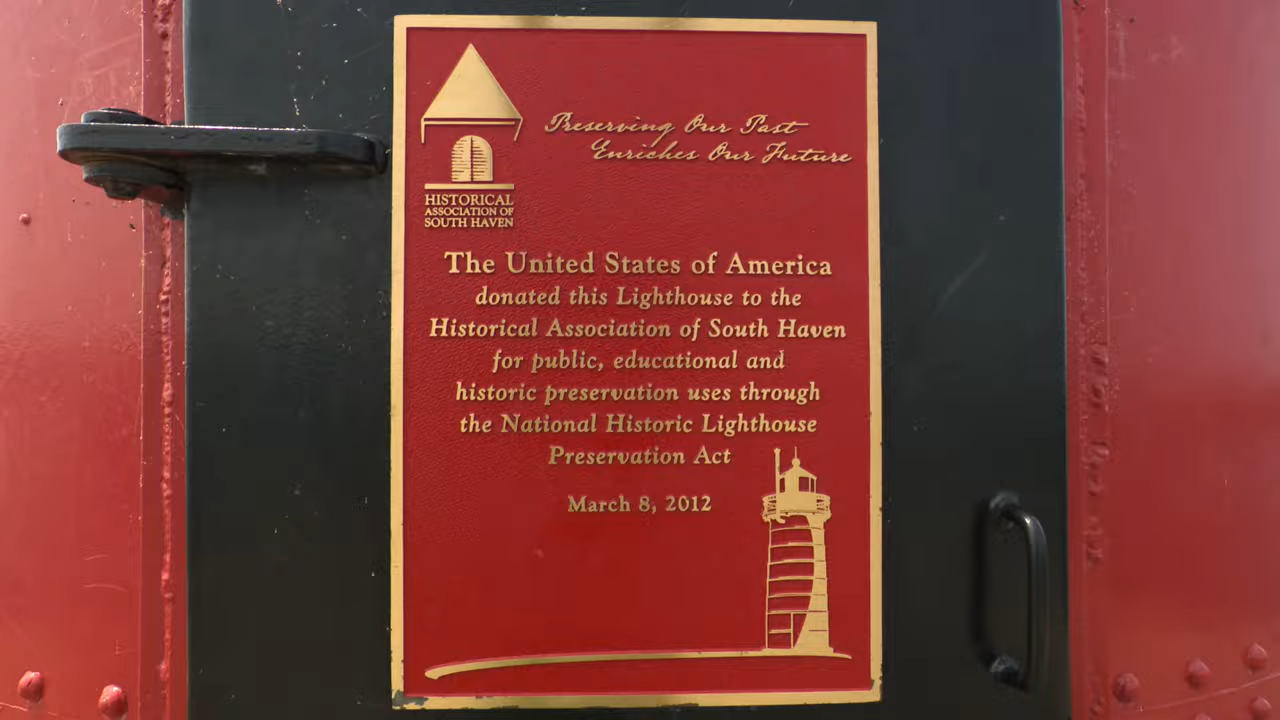 Preserving Our Past
Enriches Our Future
HISTORICAL
ASSOCIATION OF
SOUTH HAVEN
The United States of America
donated this Lighthouse to the
Historical Association of South Haven
for public, educational and
historic preservation uses through
the National Historic Lighthouse
Preservation Act
March 8, 2012